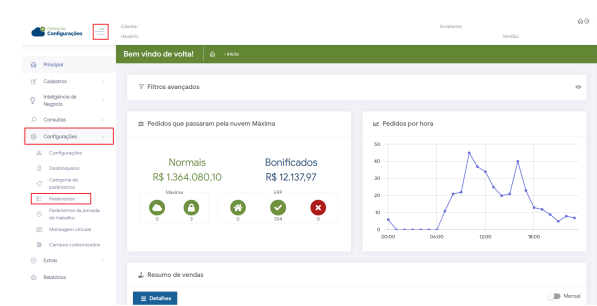 Central de
Configurações
Cliente:
Ambiente:
Usuário:
Versão:
Bem vindo de volta!
- Início
Principal
Cadastros
Inteligência de
Negócio
Consultas
Configurações
Configurações
Desbloqueios
Categoria de
parâmetros
Parâmetros
Parâmetros de jornada
de trabalho
Mensagem circular
Campos customizados
Extras
Relatórios
Filtros avançados
Pedidos que passaram pela nuvem Máxima
Normais
R$ 1.364.080,10
Bonificados
R$ 12.137,97
Máxima
ERP
0 3 0 354 0
Pedidos por hora
50
40
30
20
10
0
00:00 06:00 12:00 18:00
Resumo de vendas
Detalhes
Mensal